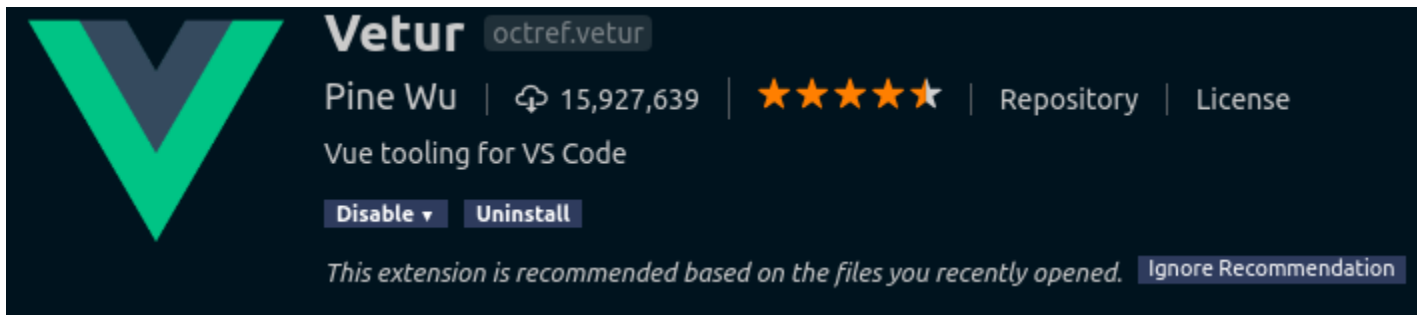 Vetur octref.vetur
Pine Wu | 15,927,639 | Repository | License
Vue tooling for VS Code
Disable ▾ Uninstall
This extension is recommended based on the files you recently opened. Ignore Recommendation